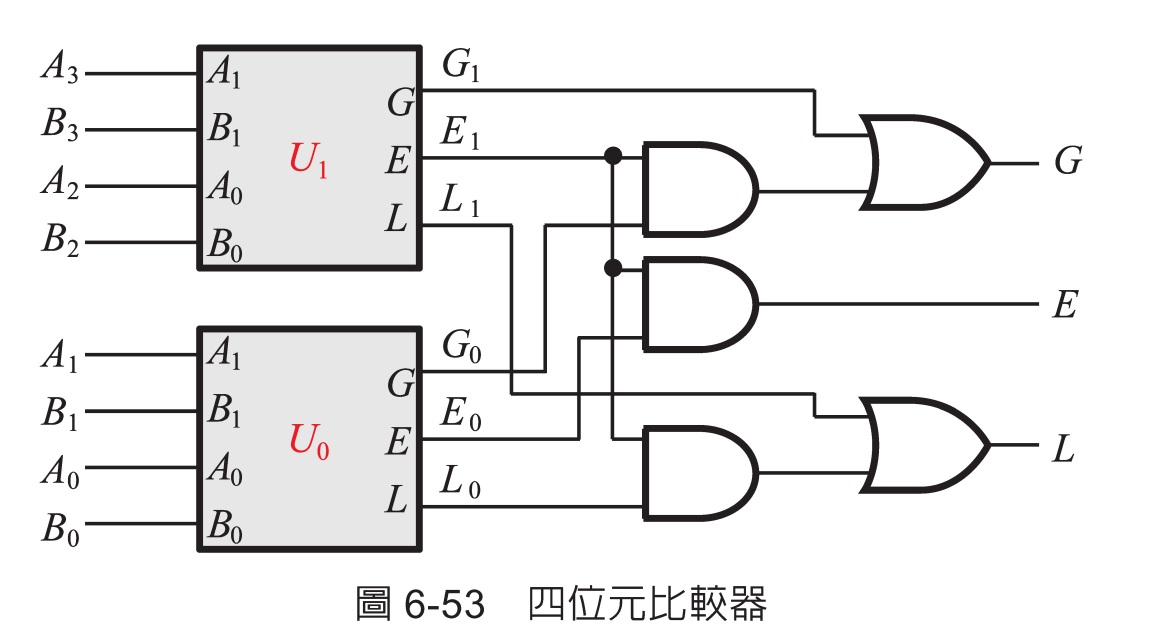 A₃ A₁ G₁
G
B₃ B₁ E₁
U₁ E G
A₂ A₀ L₁
L
B₂ B₀
E
A₁ A₁ G₀
G
B₁ B₁ E₀
U₀ E L
A₀ A₀ L₀
L
B₀ B₀
圖 6-53 四位元比較器